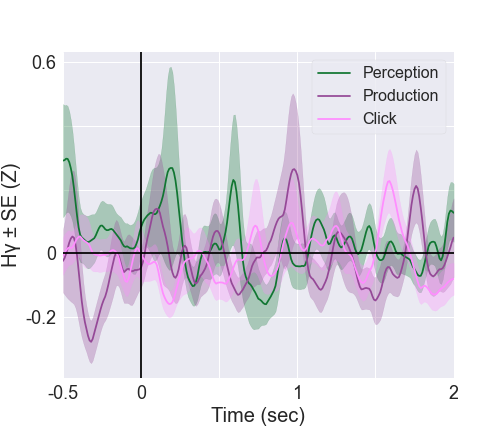 0.6
0
-0.2
Hγ ± SE (Z)
Perception
Production
Click
-0.5 0 1 2
Time (sec)